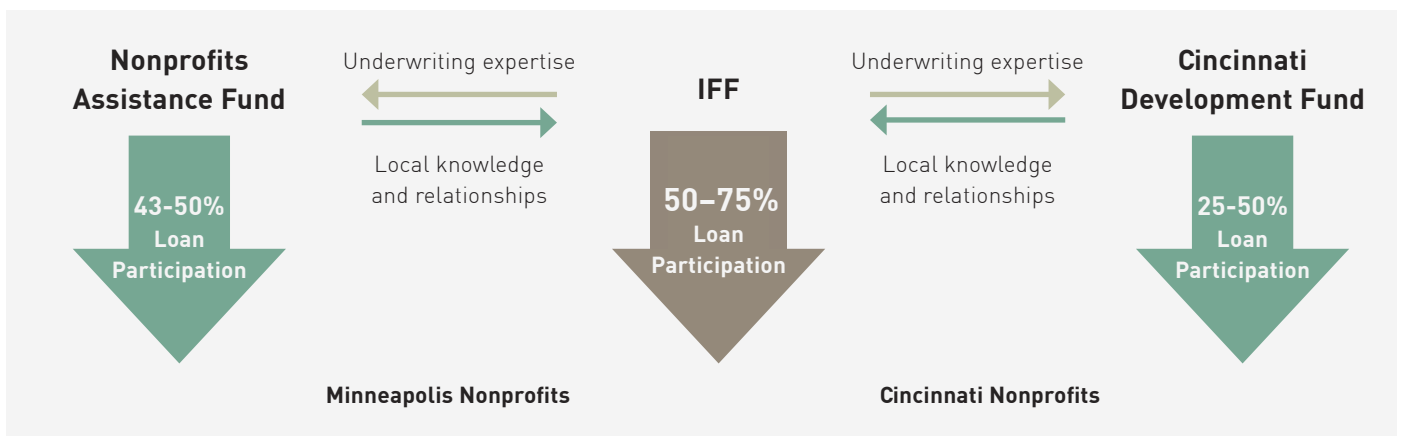 Nonprofits
Assistance Fund
Underwriting expertise
Local knowledge
and relationships
IFF
Underwriting expertise
Local knowledge
and relationships
Cincinnati
Development Fund
43-50%
Loan
Participation
50–75%
Loan
Participation
25-50%
Loan
Participation
Minneapolis Nonprofits
Cincinnati Nonprofits